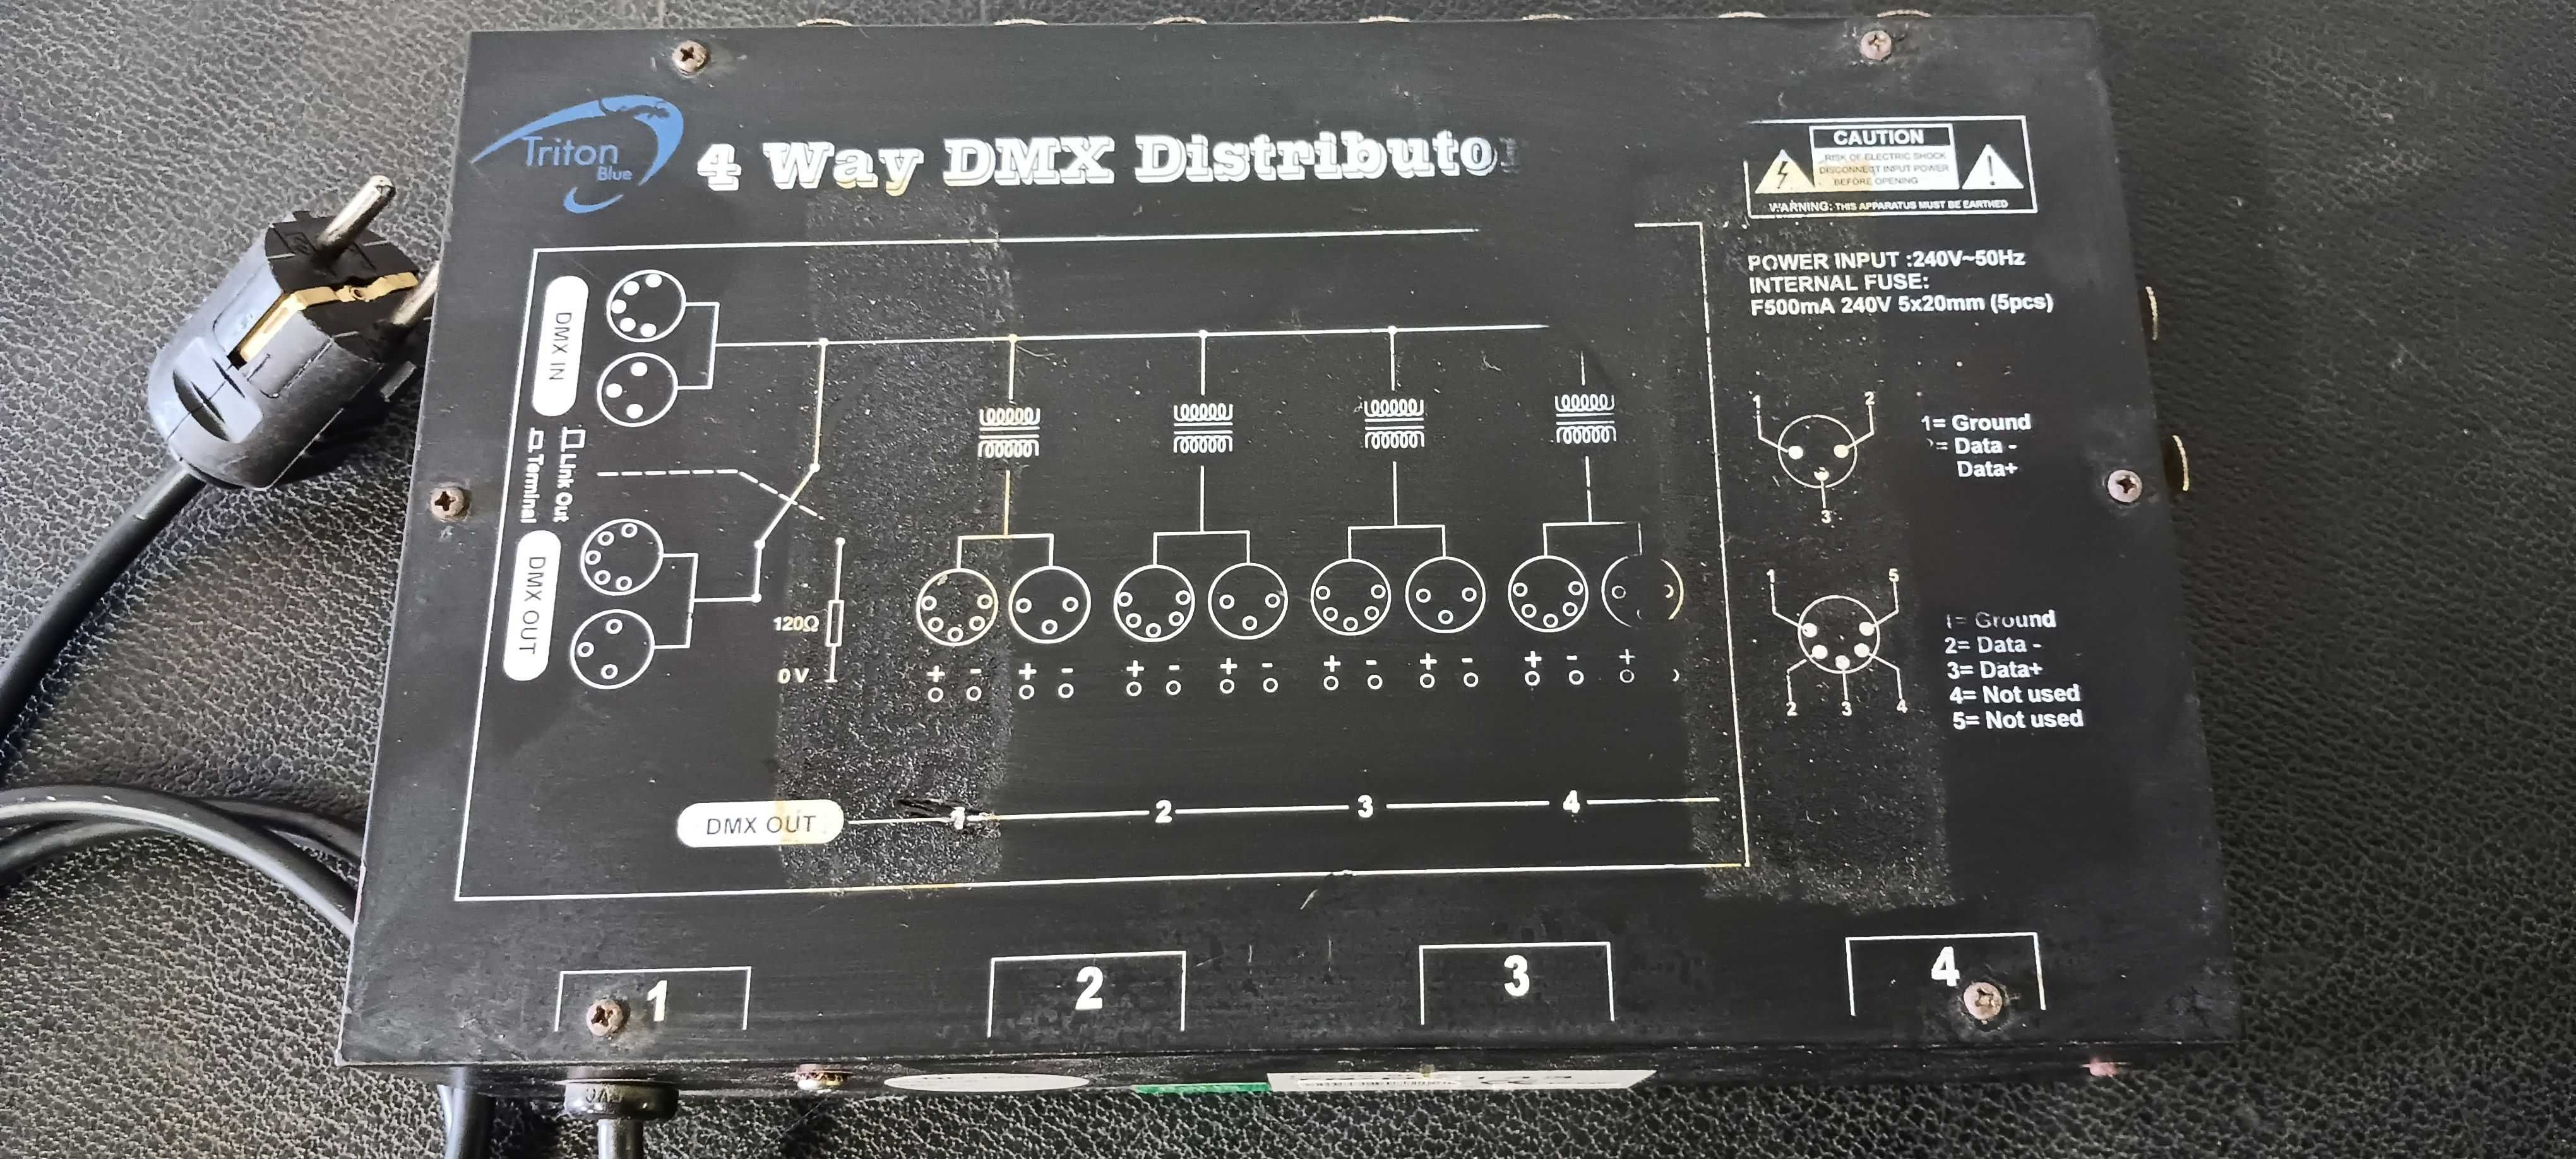 Triton
Blue
4 Way DMX Distributor
CAUTION
RISK OF ELECTRIC SHOCK
DISCONNECT INPUT POWER
BEFORE OPENING
WARNING: THIS APPARATUS MUST BE EARTHED
POWER INPUT :240V~50Hz
INTERNAL FUSE:
F500mA 240V 5x20mm (5pcs)
DMX IN
Link Out
Terminal
DMX OUT
120Ω
0 V
+ - + - + - + - + - + - + - +
DMX OUT 1 2 3 4
1 2
3
1= Ground
= Data -
Data+
1 5
2 3 4
1= Ground
2= Data -
3= Data+
4= Not used
5= Not used
1 2 3 4